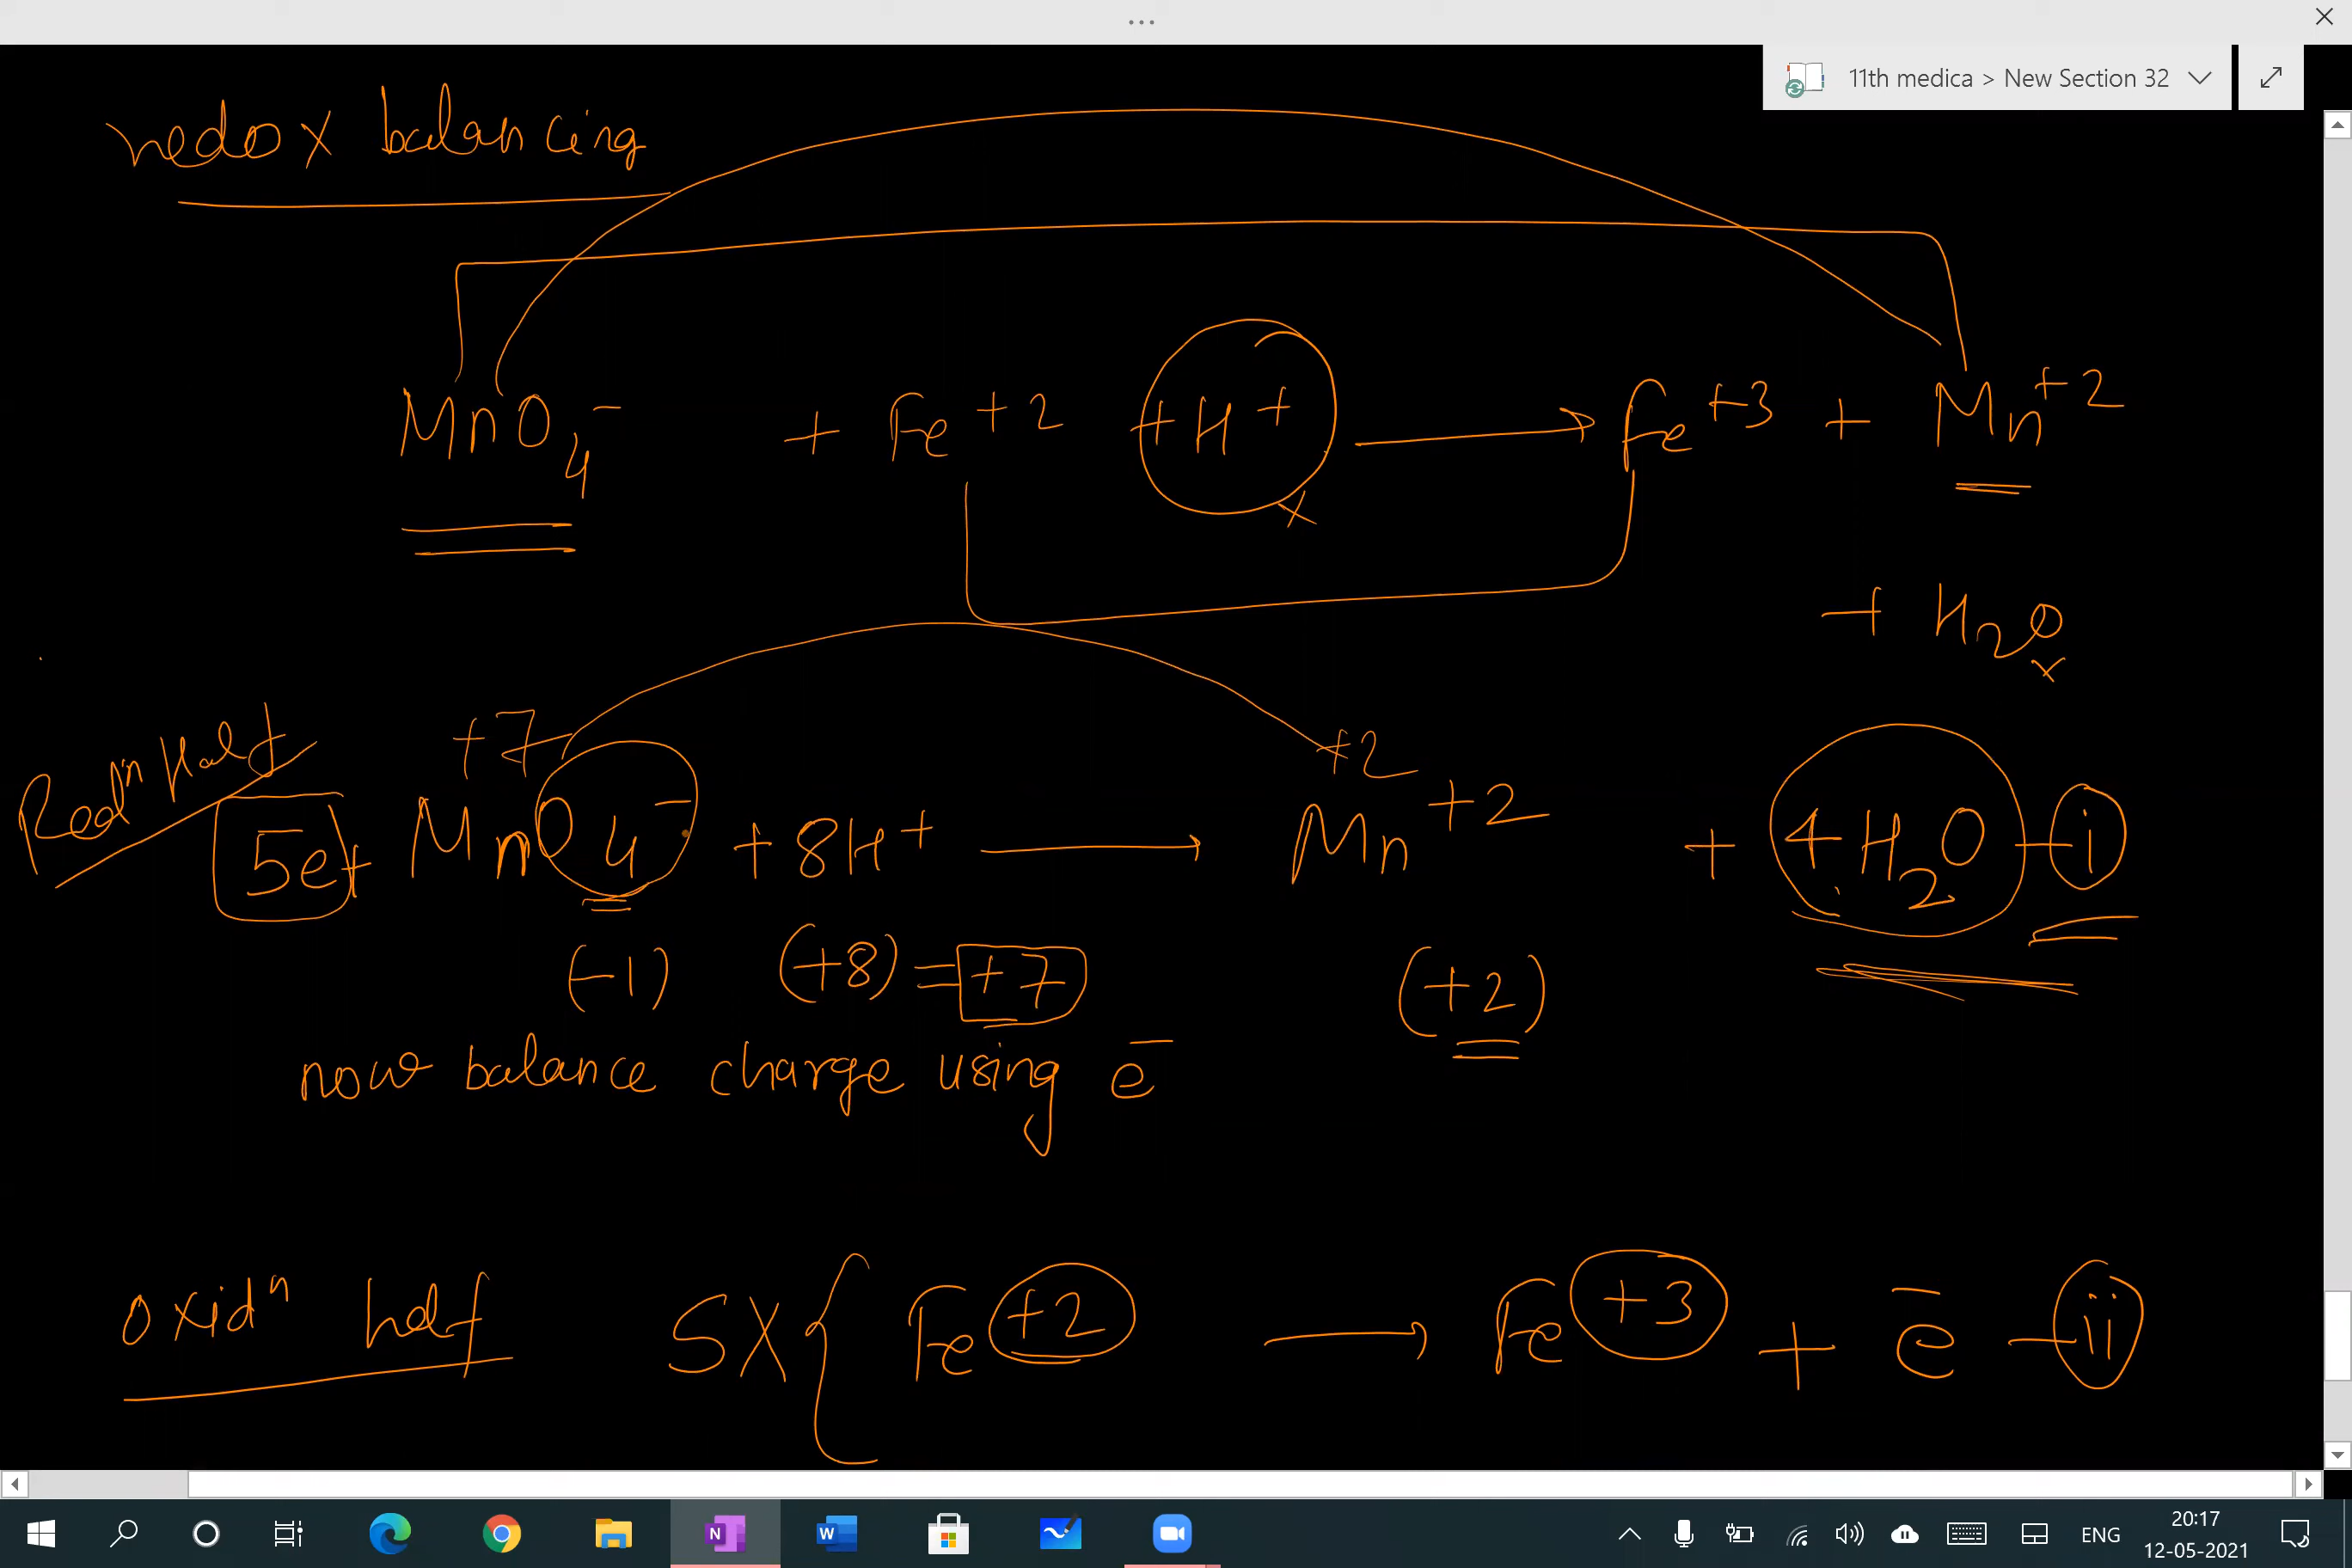 11th medica > New Section 32
redox balancing
MnO4^- + Fe^+2 + H^+ ⟶ Fe^+3 + Mn^+2
x
+ H2O
x
Red^n Half
+7 +2
5e^- + MnO4^- + 8H^+ ⟶ Mn^+2 + 4H2O — i
(-1) (+8) = +7 (+2)
now balance charge using e^-
oxid^n half 5X { Fe^+2 ⟶ Fe^+3 + e^- — ii
ENG
20:17
12-05-2021